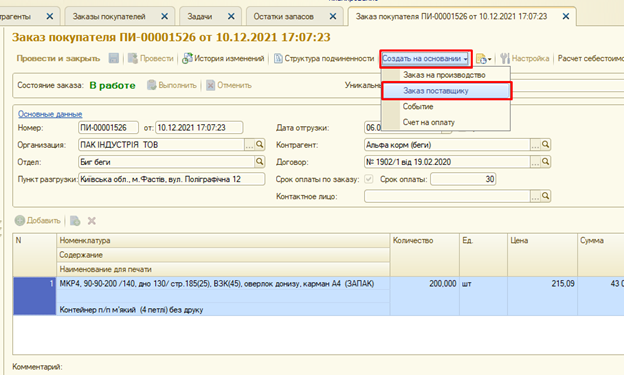 планирование
агенты
Заказы покупателей
Задачи
Остатки запасов
Заказ покупателя ПИ-00001526 от 10.12.2021 17:07:23
Заказ покупателя ПИ-00001526 от 10.12.2021 17:07:23
Провести и закрыть Провести История изменений Структура подчиненности Создать на основании Настройка Расчет себестоим
Заказ на производство
Заказ поставщику
Событие
Счет на оплату
Состояние заказа: В работе Выполнить Отменить Уникальны
Основные данные
Номер: ПИ-00001526 от: 10.12.2021 17:07:23 Дата отгрузки: 06.0
Организация: ПАК ІНДУСТРІЯ ТОВ Контрагент: Альфа корм (беги)
Отдел: Биг беги Договор: № 1902/1 від 19.02.2020
Пункт разгрузки: Київська обл., м.Фастів, вул. Поліграфічна 12 Срок оплаты по заказу: Срок оплаты: 30
Контактное лицо:
Добавить
N Номенклатура Количество Ед. Цена Сумма
Содержание
Наименование для печати
1 МКР4, 90-90-200 /140, дно 130/ стр.185(25), ВЗК(45), оверлок донизу, карман А4 (ЗАПАК) 200,000 шт 215,09 43 0
Контейнер п/п м'який (4 петлі) без друку
Комментарий: